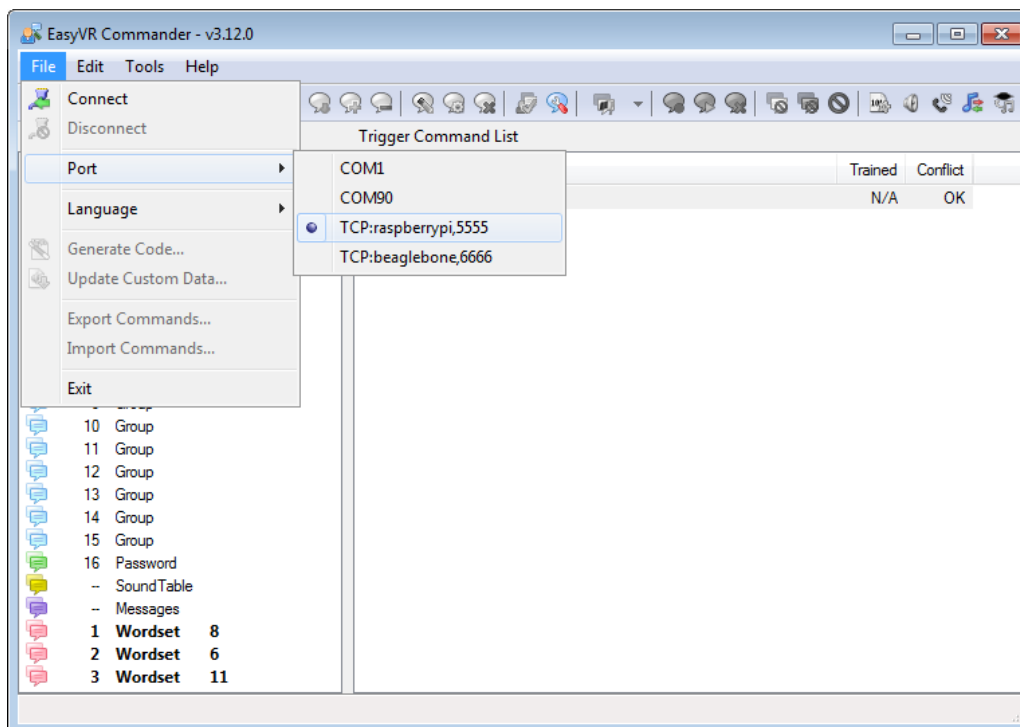 EasyVR Commander - v3.12.0
File Edit Tools Help
Connect
Disconnect
Port
Language
Generate Code...
Update Custom Data...
Export Commands...
Import Commands...
Exit
Trigger Command List
COM1
COM90
TCP:raspberrypi,5555
TCP:beaglebone,6666
Trained Conflict
N/A OK
10 Group
11 Group
12 Group
13 Group
14 Group
15 Group
16 Password
-- SoundTable
-- Messages
1 Wordset 8
2 Wordset 6
3 Wordset 11